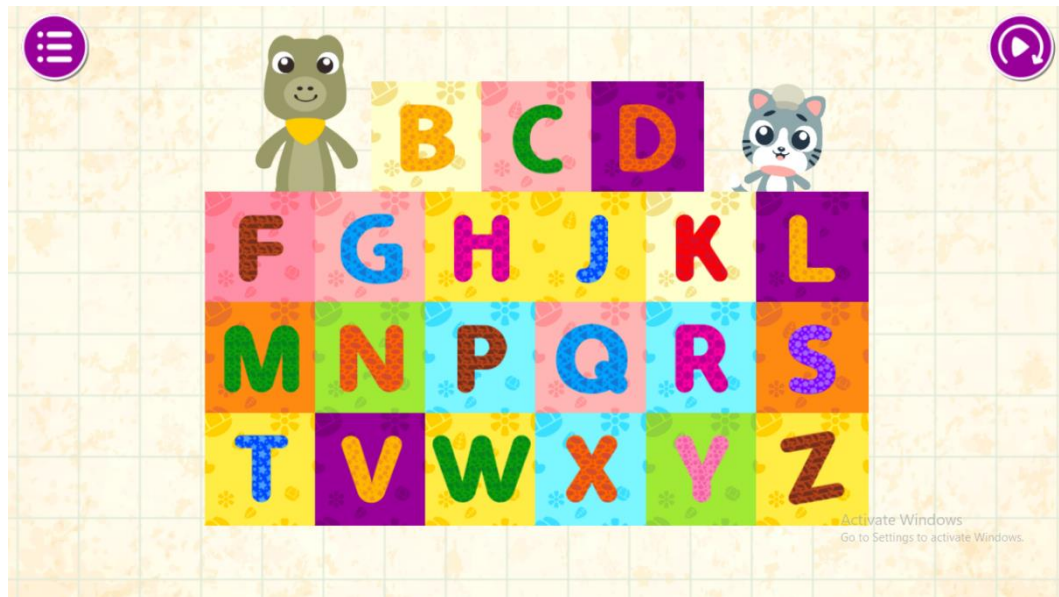 B C D
F G H J K L
M N P Q R S
T V W X Y Z
Activate Windows
Go to Settings to activate Windows.